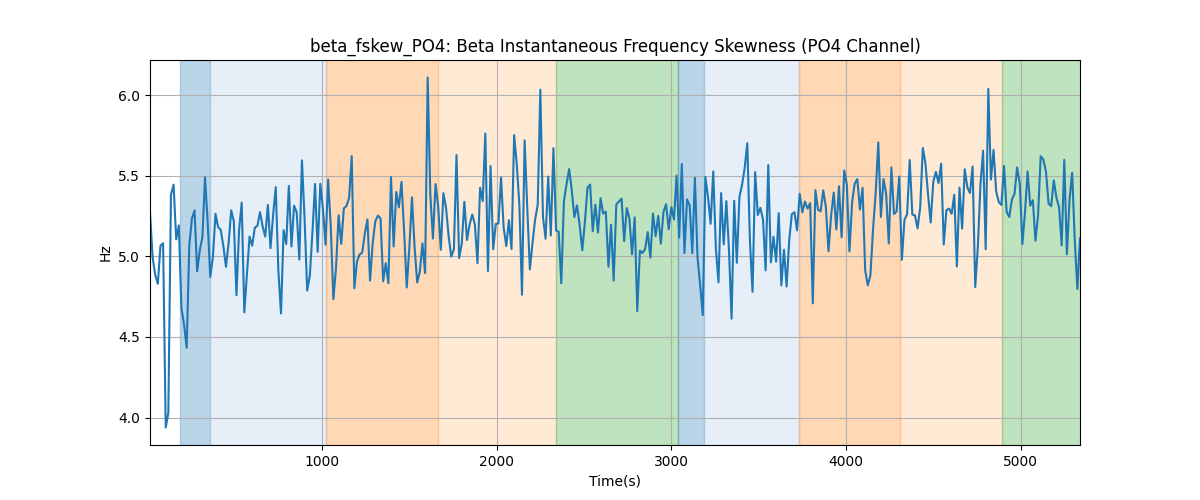 beta_fskew_PO4: Beta Instantaneous Frequency Skewness (PO4 Channel)
6.0
5.5
5.0
4.5
4.0
Hz
1000 2000 3000 4000 5000
Time(s)